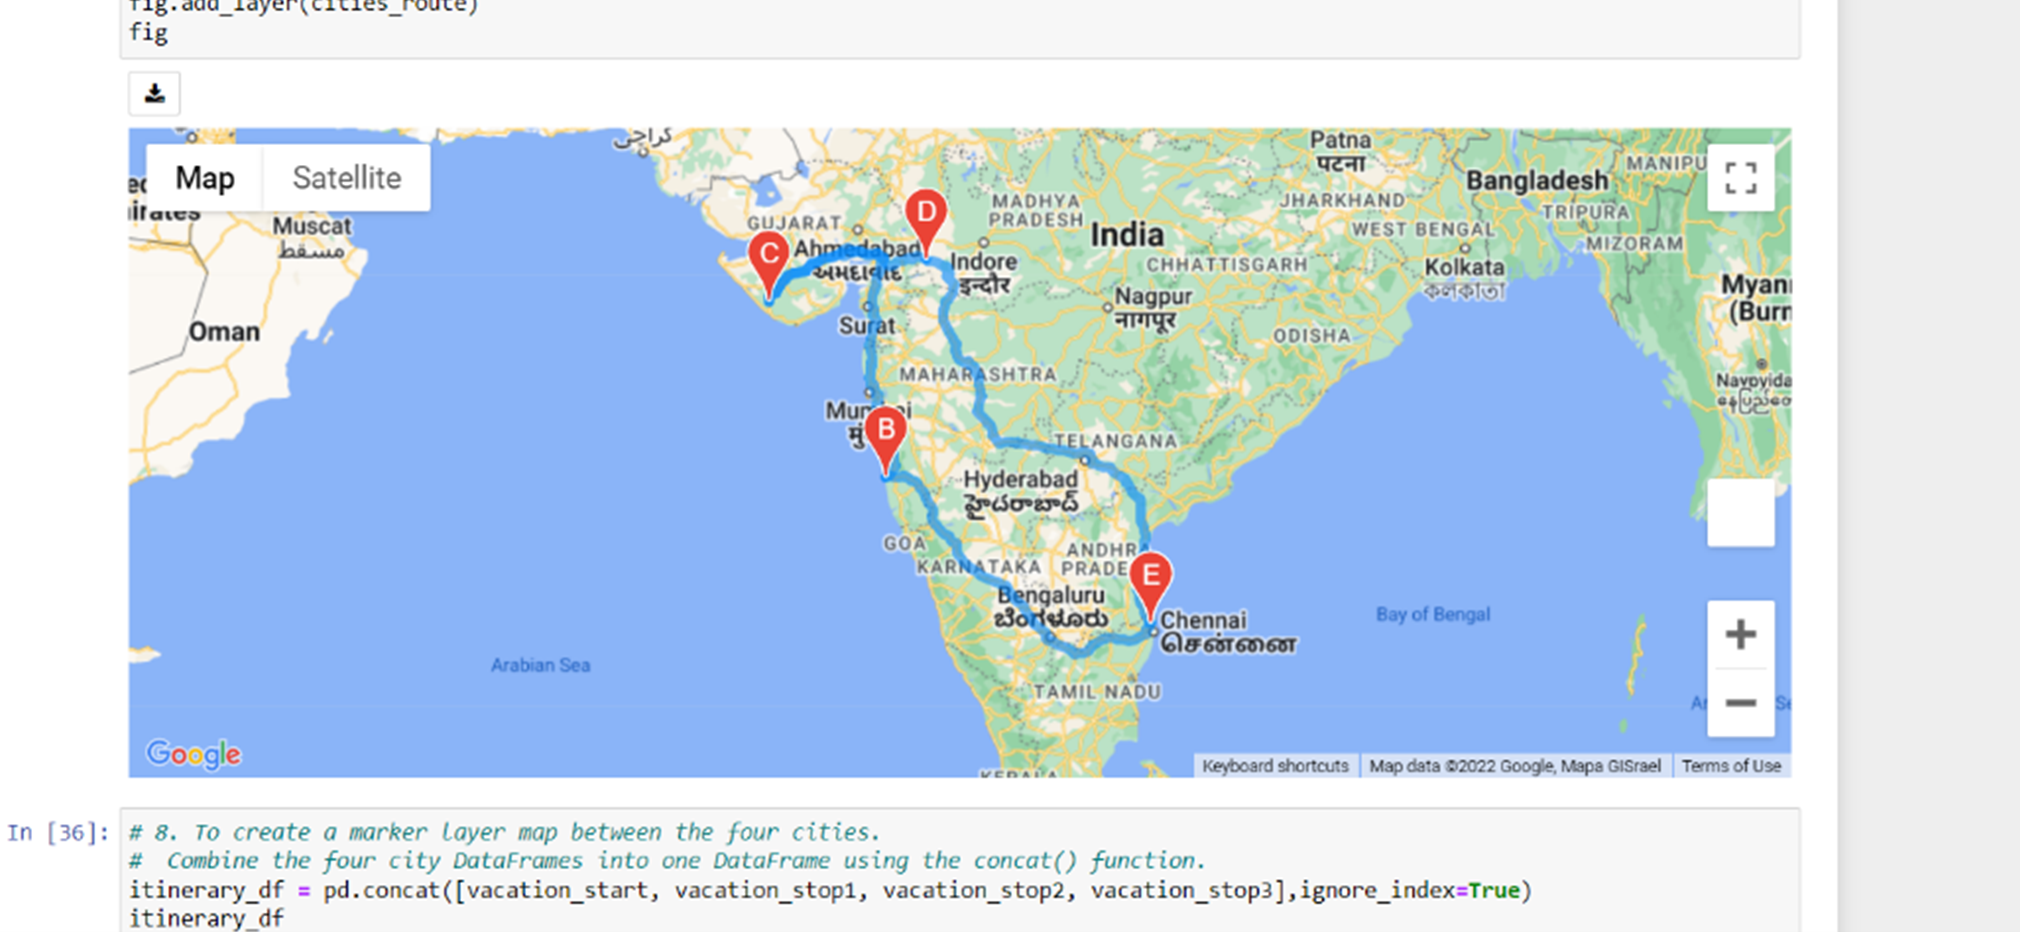 fig.add_layer(cities_route)
fig
Map
Satellite
irates
Muscat
مسقط
Oman
كراچی
GUJARAT
C
D
Ahmedabad
અમદાવાદ
MADHYA
PRADESH
India
Indore
इन्दौर
Patna
पटना
Bangladesh
MANIPU
JHARKHAND
TRIPURA
WEST BENGAL
MIZORAM
CHHATTISGARH
Kolkata
কলকাতা
Nagpur
नागपूर
Myan
(Burn
Surat
ODISHA
MAHARASHTRA
Naypyida
B
TELANGANA
Hyderabad
హైదరాబాద్
GOA
KARNATAKA
ANDHRA
PRADE
E
Bengaluru
ಬೆಂಗಳೂರು
Chennai
சென்னை
Bay of Bengal
Arabian Sea
TAMIL NADU
KERALA
Google
Keyboard shortcuts
Map data ©2022 Google, Mapa GISrael
Terms of Use
In [36]:
# 8. To create a marker layer map between the four cities.
#  Combine the four city DataFrames into one DataFrame using the concat() function.
itinerary_df = pd.concat([vacation_start, vacation_stop1, vacation_stop2, vacation_stop3],ignore_index=True)
itinerary_df